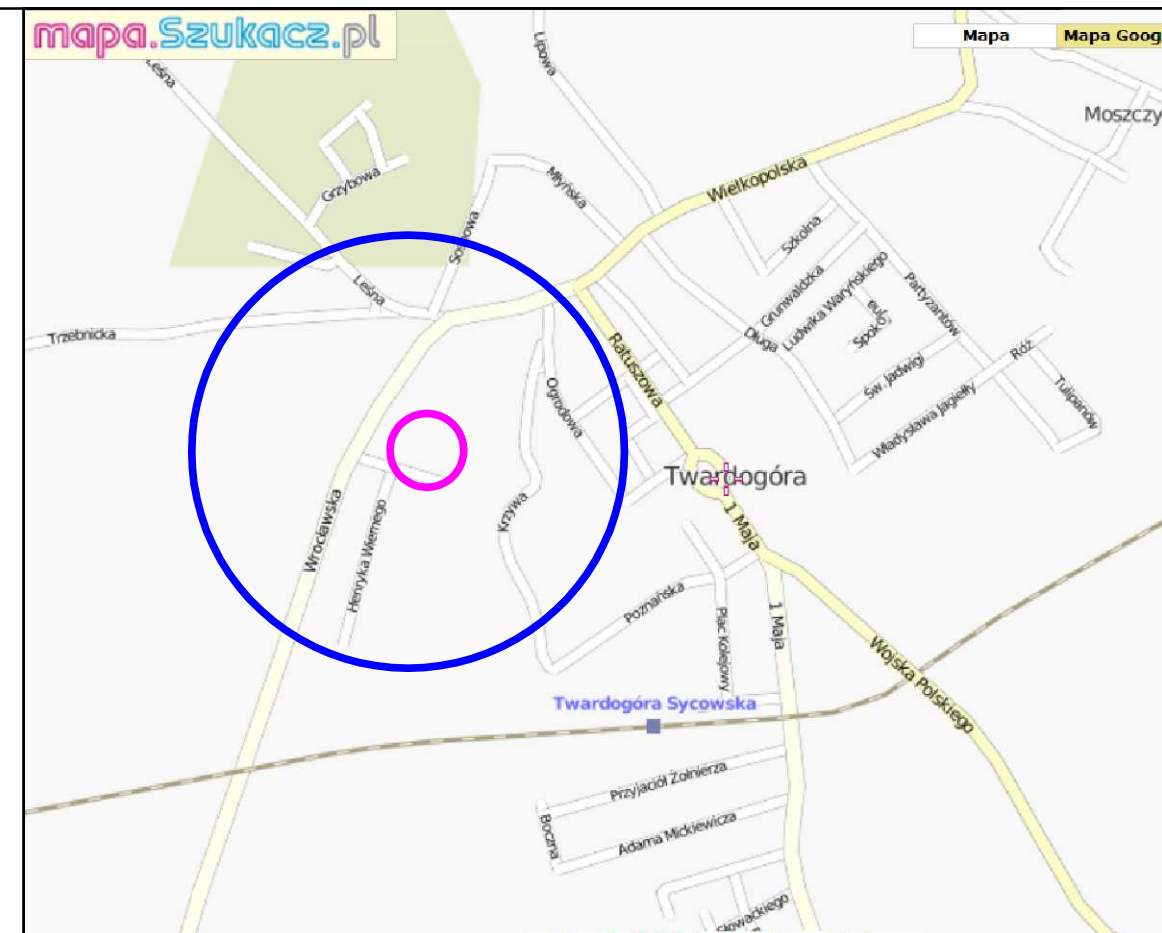 mapa.Szukacz.pl
Mapa
Mapa Goog
Leśna
Lipowa
Moszczy
Grzybowa
Młyńska
Wielkopolska
Sosnowa
Szkolna
Leśna
Grunwaldzka
Ludwika Waryńskiego
Partyzantów
Spokojna
Trzebnicka
Ratuszowa
Długa
Róż
Św. Jadwigi
Tulipanów
Ogrodowa
Władysława Jagiełły
Twardogóra
Wrocławska
Krzywa
1 Maja
Henryka Wiernego
Poznańska
Plac Kolejowy
1 Maja
Wojska Polskiego
Twardogóra Sycowska
Przyjaciół Żołnierza
Boczna
Adama Mickiewicza
Słowackiego